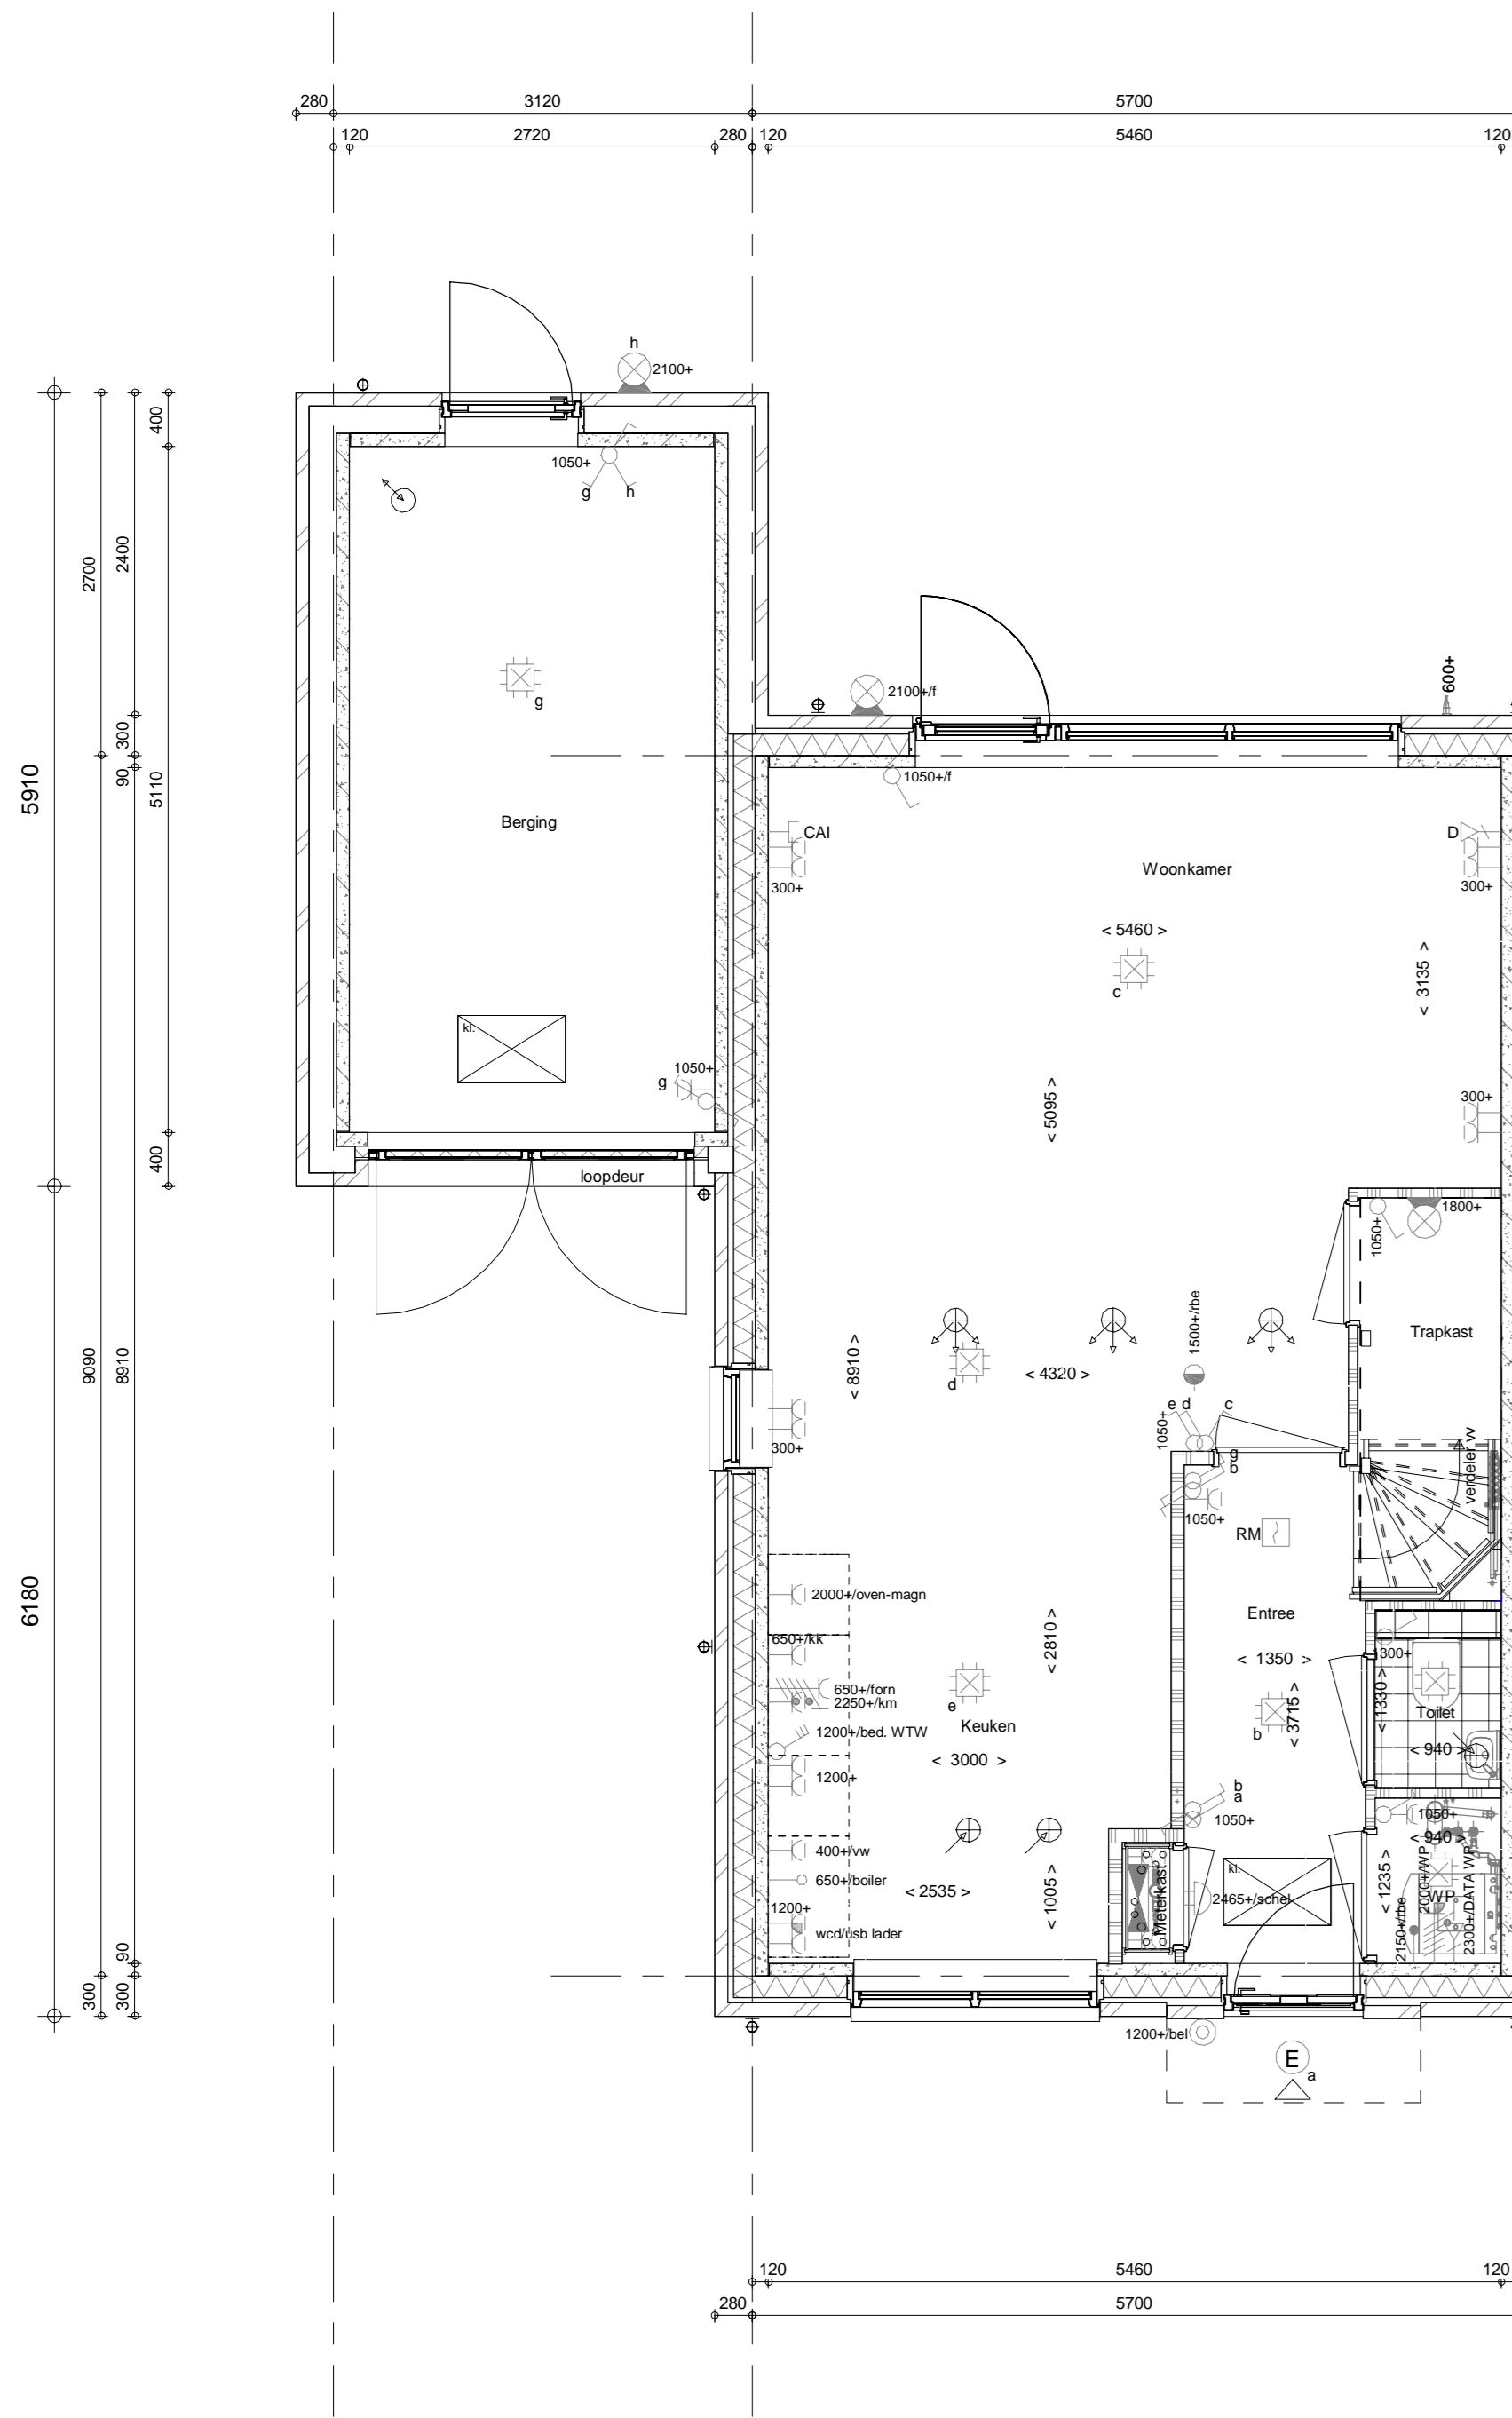 280 3120 5700
120 2720 280 120 5460 120
h
2100+
400
1050+
g h
2700
2400
600+
2100+/f
g
300
90
5910
5110
1050+/f
Berging
CAI
D
Woonkamer
300+
300+
< 5460 >
< 3135 >
c
kl.
1050+
g
< 5095 >
300+
400
loopdeur
1800+
1050+
1500+/rbe
Trapkast
9090
8910
< 8910 >
d
< 4320 >
e d c
1050+
300+
g
b
verdeler W
1050+
RM
6180
2000+/oven-magn
Entree
650+/kk
< 2810 >
< 1350 >
1300+
650+/forn
2250+/km
e
< 1330 >
< 3715 >
Toilet
1200+/bed. WTW
Keuken
b
< 940 >
< 3000 >
1200+
b
a
1050+
1050+
< 940 >
400+/vw
650+/boiler
< 2535 >
< 1005 >
Meterkast
kl.
2465+/schel
< 1235 >
2000+/WP
WP
2300+/DATA WP
2150+/rbe
1200+
wcd/usb lader
90
300
300
1200+/bel
E
a
120 5460 120
280 5700